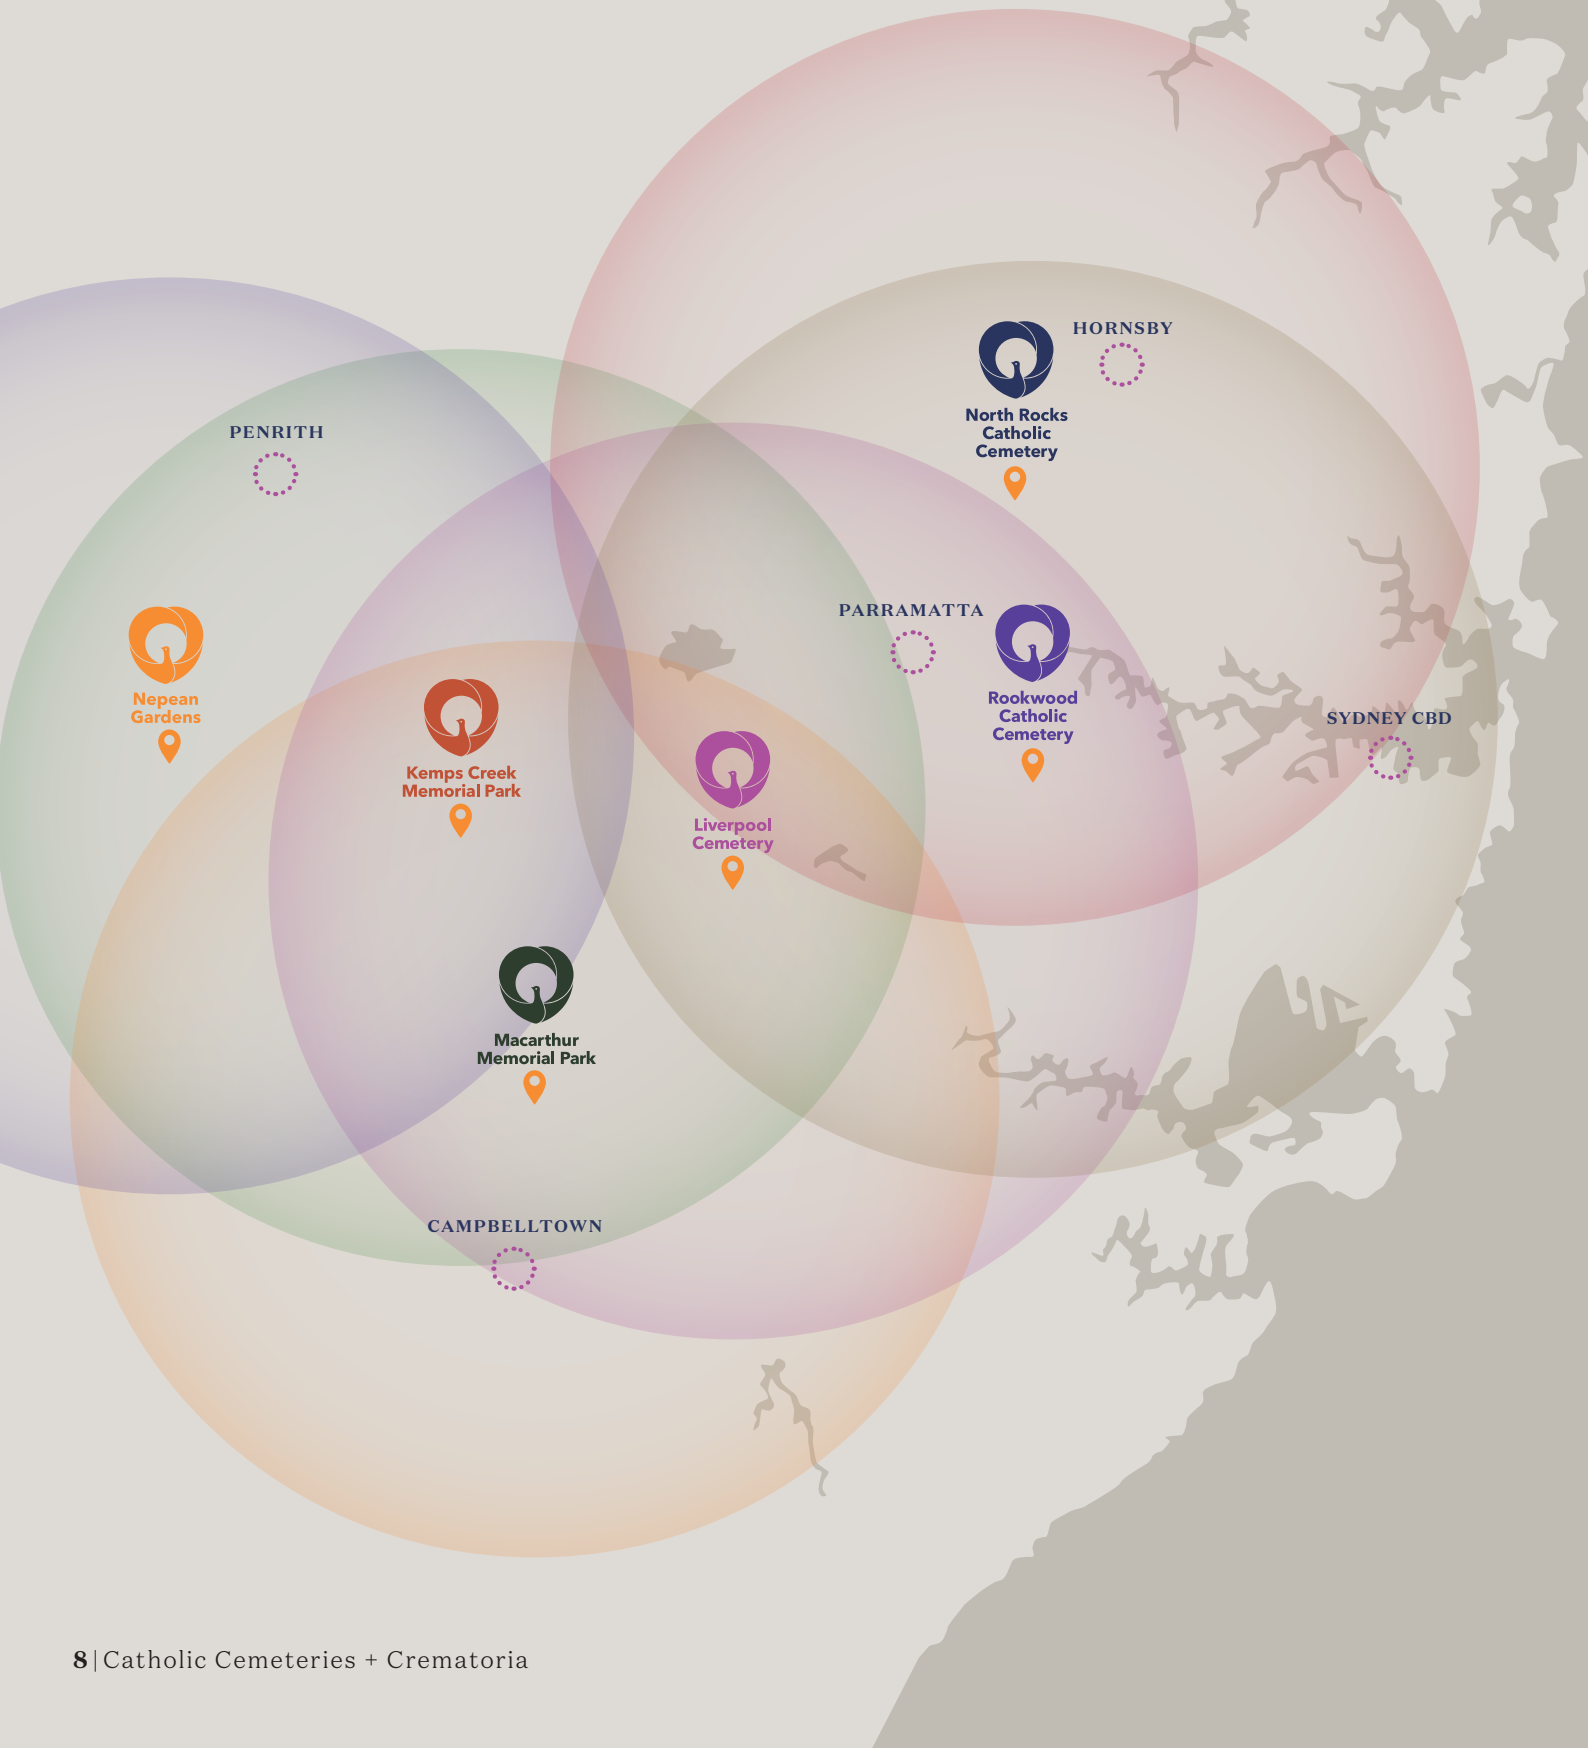 HORNSBY
North Rocks
Catholic
Cemetery
PENRITH
PARRAMATTA
Nepean
Gardens
Rookwood
Catholic
Cemetery
SYDNEY CBD
Kemps Creek
Memorial Park
Liverpool
Cemetery
Macarthur
Memorial Park
CAMPBELLTOWN
8|Catholic Cemeteries + Crematoria